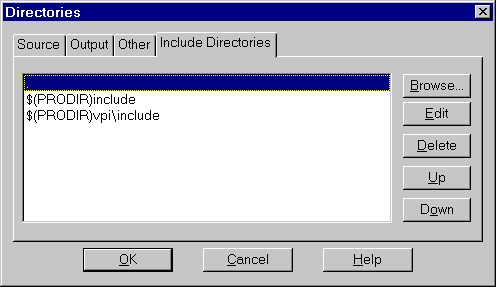 Directories
Source Output Other Include Directories
Browse...
$(PRODIR)include
$(PRODIR)vpi\include
Edit
Delete
Up
Down
OK Cancel Help